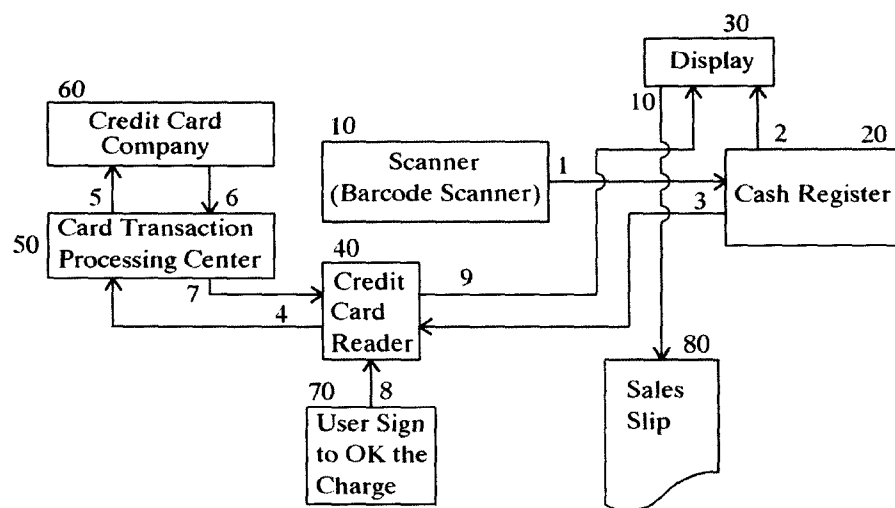 30
Display
10
60
Credit Card
Company
10
Scanner
(Barcode Scanner)
1
2
20
Cash Register
3
5
6
50
Card Transaction
Processing Center
7
4
40
Credit
Card
Reader
9
70
8
User Sign
to OK the
Charge
80
Sales
Slip